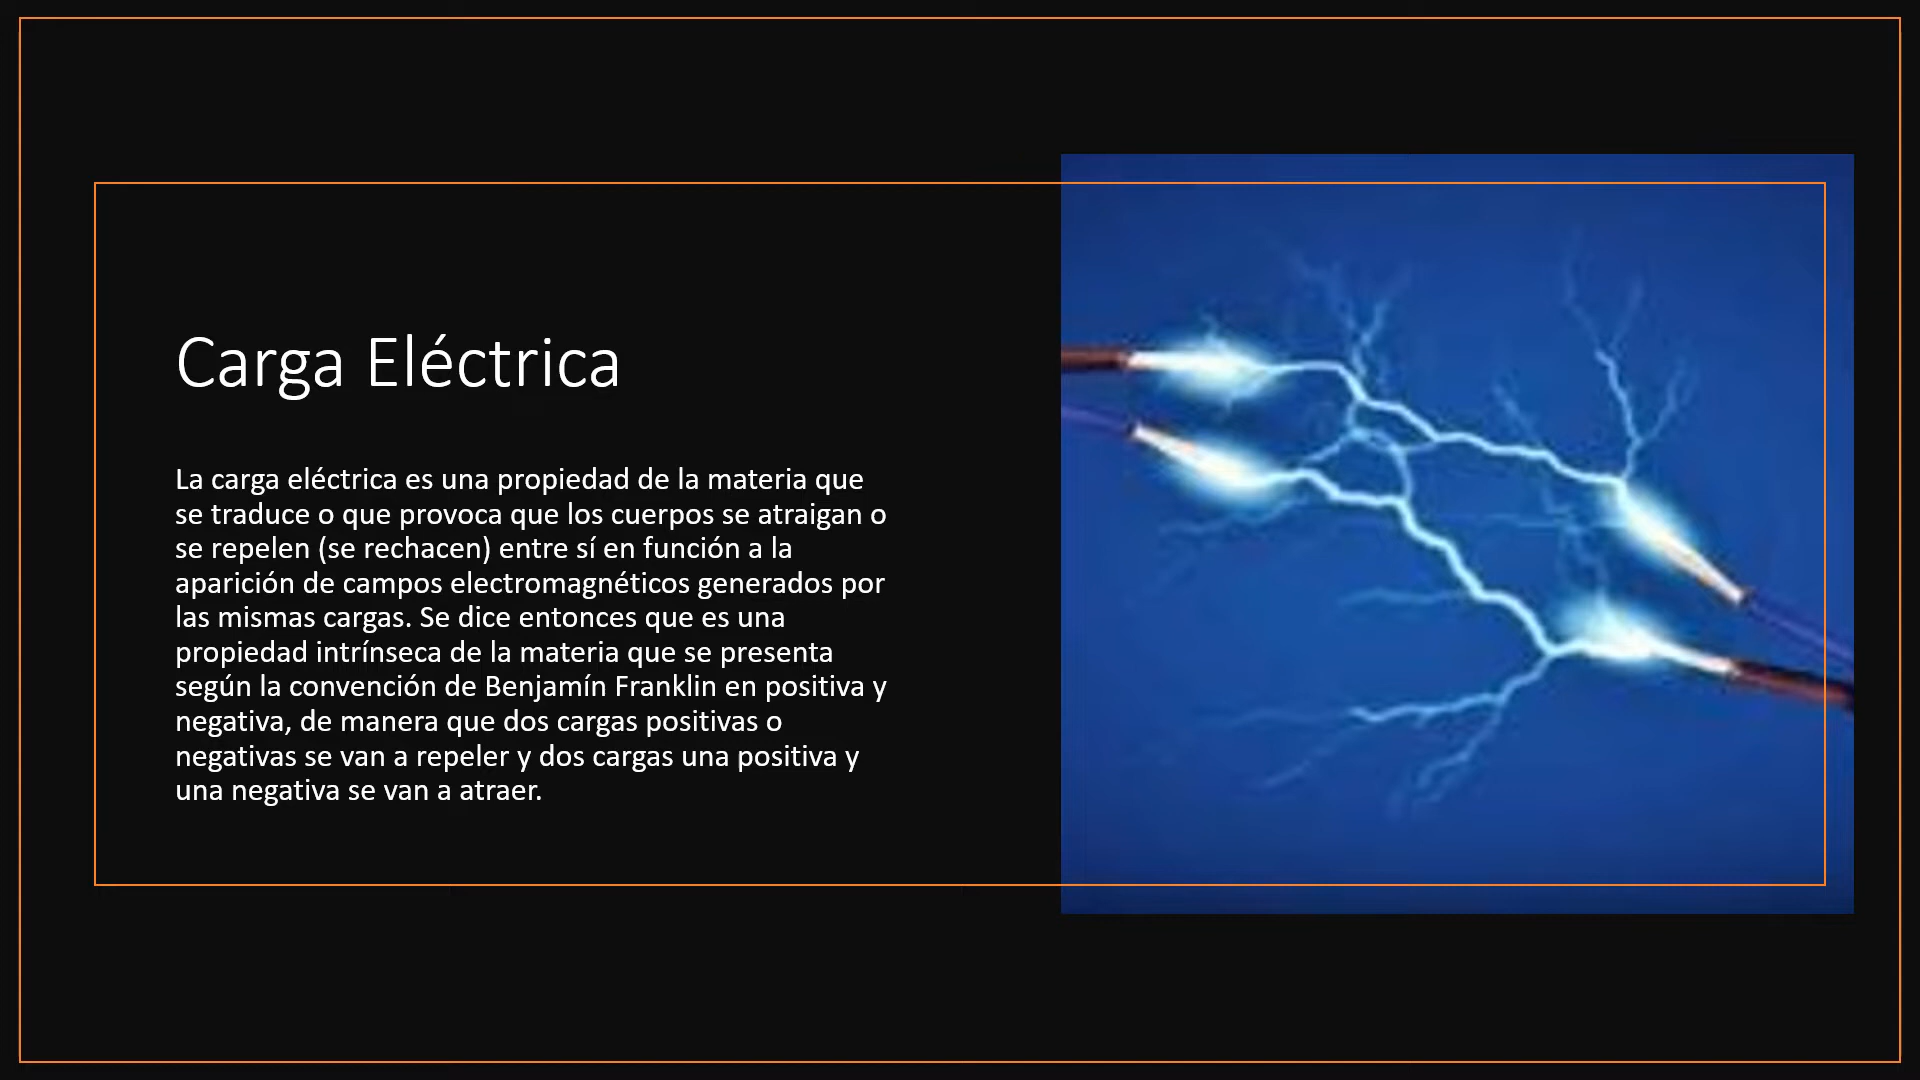 Carga Eléctrica
La carga eléctrica es una propiedad de la materia que
se traduce o que provoca que los cuerpos se atraigan o
se repelen (se rechacen) entre sí en función a la
aparición de campos electromagnéticos generados por
las mismas cargas. Se dice entonces que es una
propiedad intrínseca de la materia que se presenta
según la convención de Benjamín Franklin en positiva y
negativa, de manera que dos cargas positivas o
negativas se van a repeler y dos cargas una positiva y
una negativa se van a atraer.